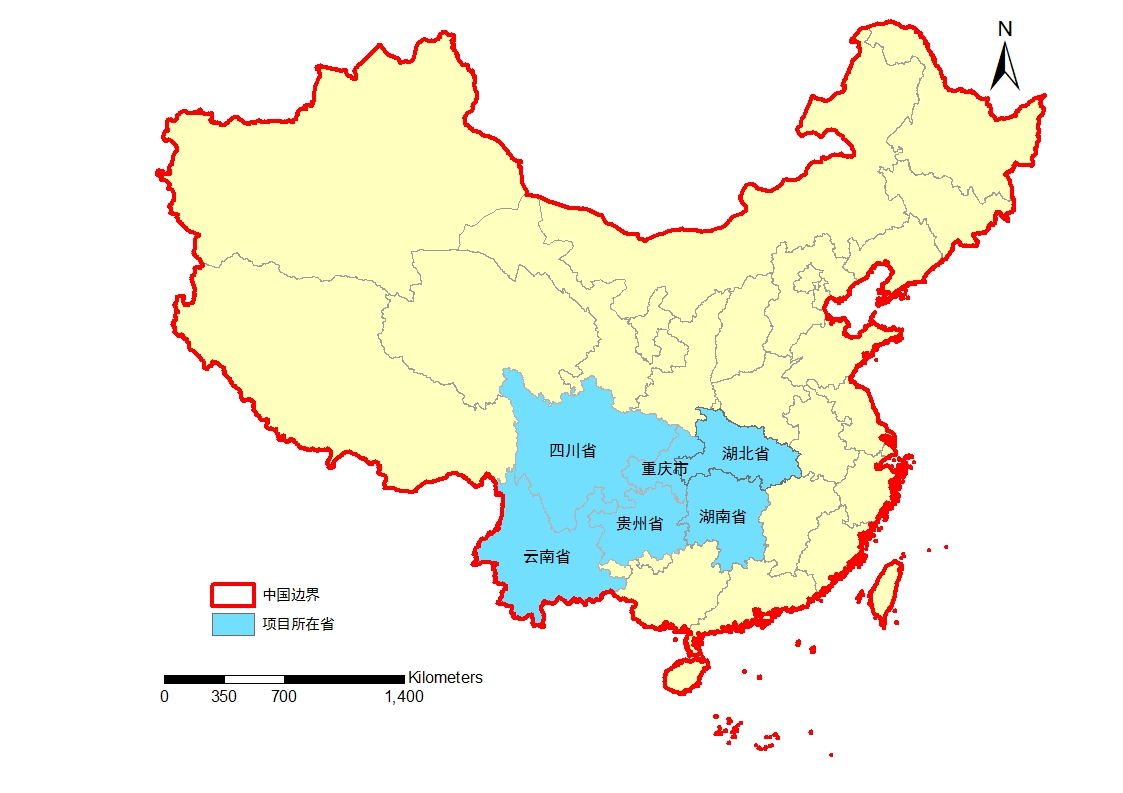 N
四川省
重庆市
湖北省
贵州省
湖南省
云南省
中国边界
项目所在省
Kilometers
0 350 700 1,400